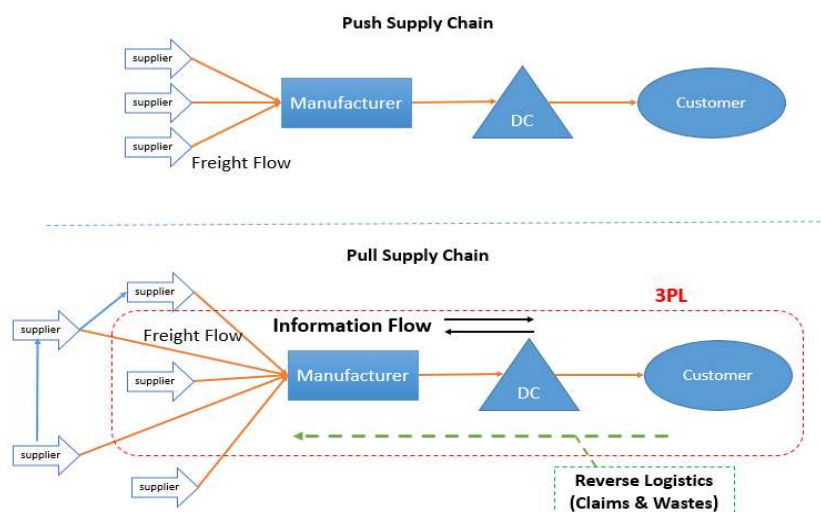 Push Supply Chain
supplier
supplier
supplier
Manufacturer
DC
Customer
Freight Flow
Pull Supply Chain
supplier
3PL
supplier
Freight Flow
Information Flow
supplier
Manufacturer
DC
Customer
supplier
supplier
Reverse Logistics
(Claims & Wastes)